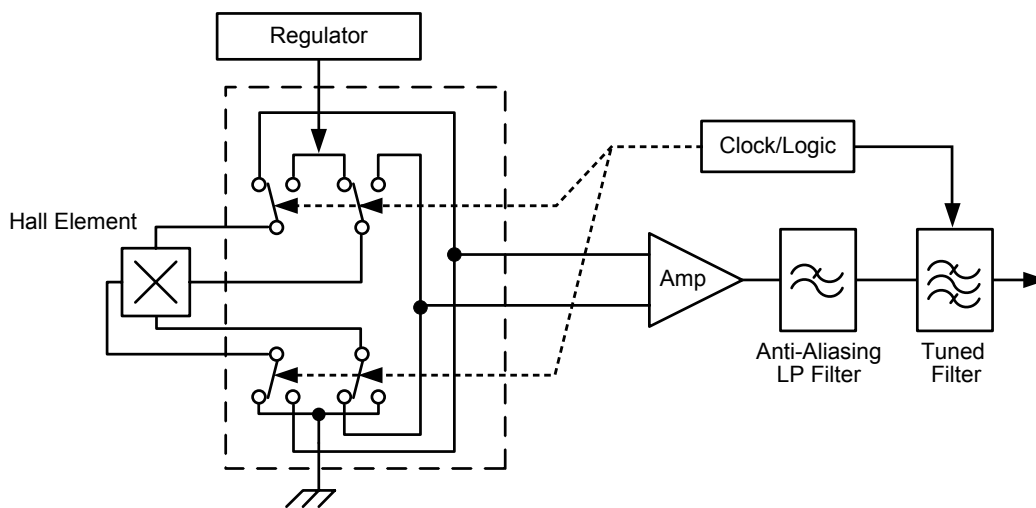 Regulator
Clock/Logic
Hall Element
Amp
Anti-Aliasing
LP Filter
Tuned
Filter